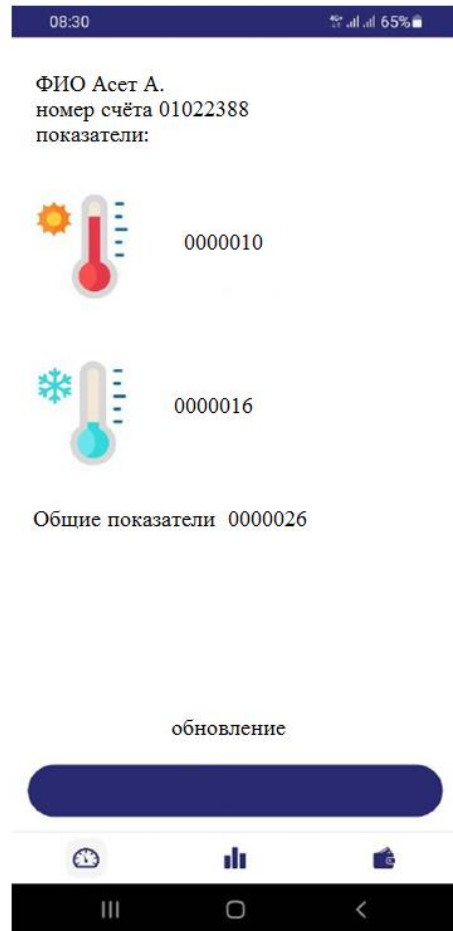 08:30 65%
ФИО Асет А.
номер счёта 01022388
показатели:
0000010
0000016
Общие показатели 0000026
обновление